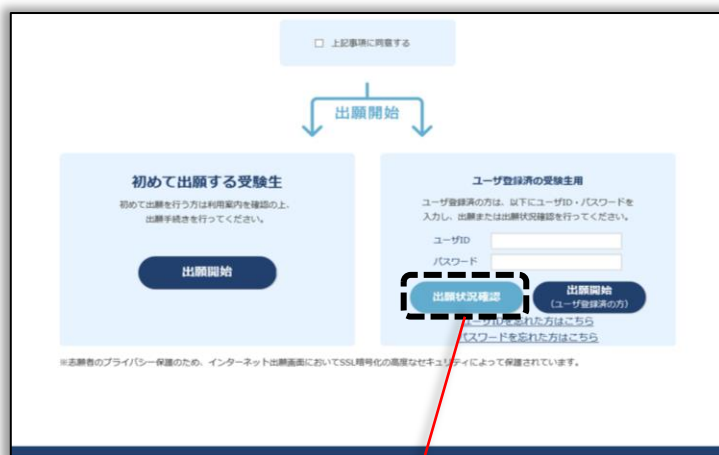 □ 上記事項に同意する
出願開始
初めて出願する受験生
初めて出願を行う方は利用案内を確認の上、
出願手続きを行ってください。
出願開始
ユーザ登録済の受験生用
ユーザ登録済の方は、以下にユーザID・パスワードを
入力し、出願または出願状況確認を行ってください。
ユーザID
パスワード
出願状況確認
出願開始
(ユーザ登録済の方)
ユーザIDを忘れた方はこちら
パスワードを忘れた方はこちら
※志願者のプライバシー保護のため、インターネット出願画面においてSSL暗号化の高度なセキュリティによって保護されています。